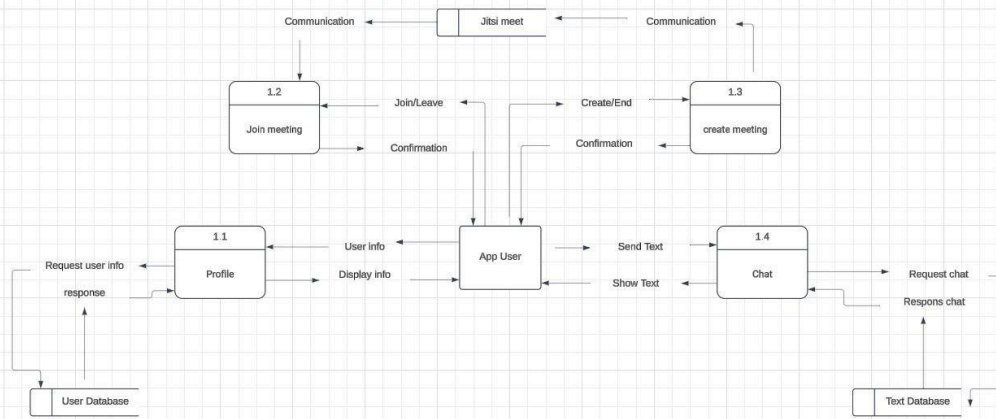 Communication
Jitsi meet
Communication
1.2
Join meeting
Join/Leave
Confirmation
Create/End
Confirmation
1.3
create meeting
1.1
Profile
User info
Display info
App User
Send Text
Show Text
1.4
Chat
Request user info
response
Request chat
Respons chat
User Database
Text Database